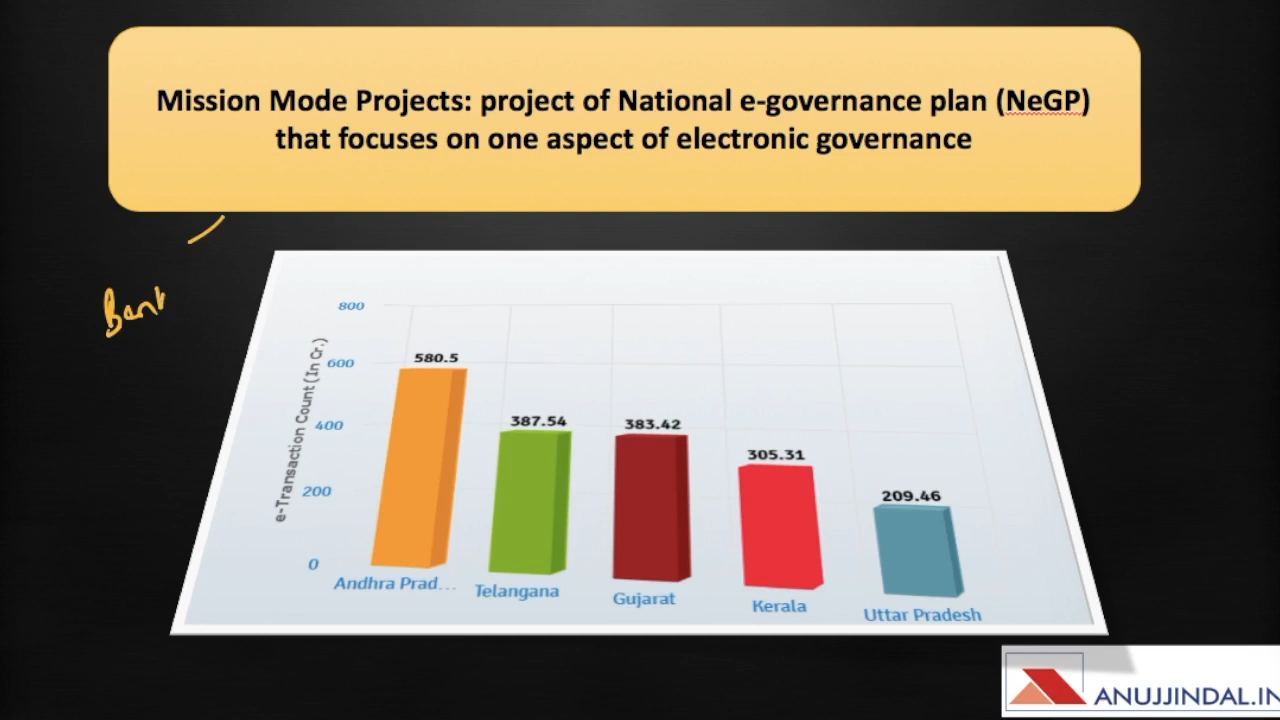 Mission Mode Projects: project of National e-governance plan (NeGP)
that focuses on one aspect of electronic governance
e-Transaction Count (In Cr.)
800
600
400
200
0
580.5
387.54
383.42
305.31
209.46
Andhra Prad...
Telangana
Gujarat
Kerala
Uttar Pradesh
ANUJJINDAL.IN